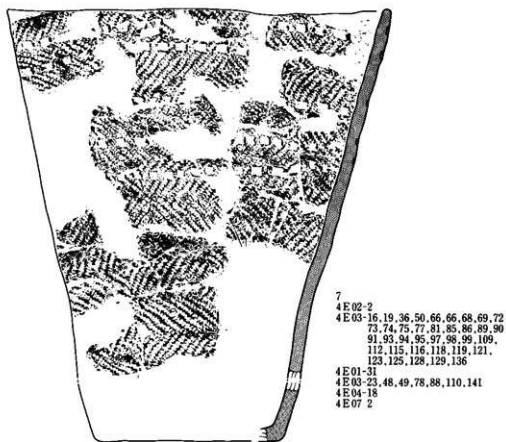 7
4E02-2
4E03-16,19,36,50,66,66,68,69,72
73,74,75,77,81,85,86,89,90
91,93,94,95,97,98,99,109,
112,115,116,118,119,121,
123,125,128,129,136
4E01-31
4E03-23,48,49,78,88,110,141
4E04-18
4E07 2